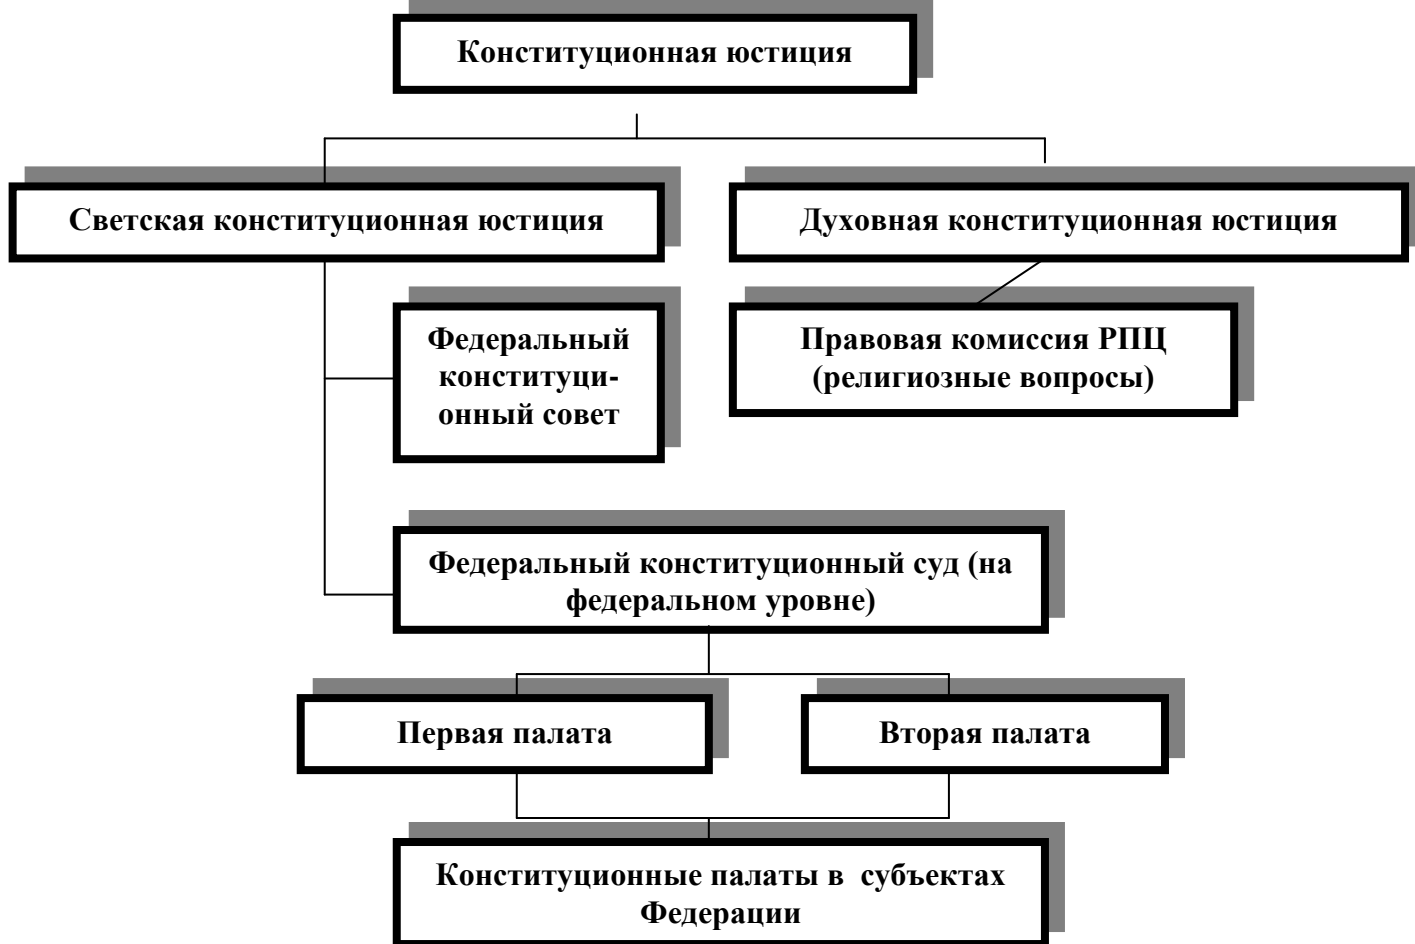 Конституционная юстиция
Светская конституционная юстиция
Духовная конституционная юстиция
Федеральный
конституци-
онный совет
Правовая комиссия РПЦ
(религиозные вопросы)
Федеральный конституционный суд (на
федеральном уровне)
Первая палата
Вторая палата
Конституционные палаты в субъектах
Федерации